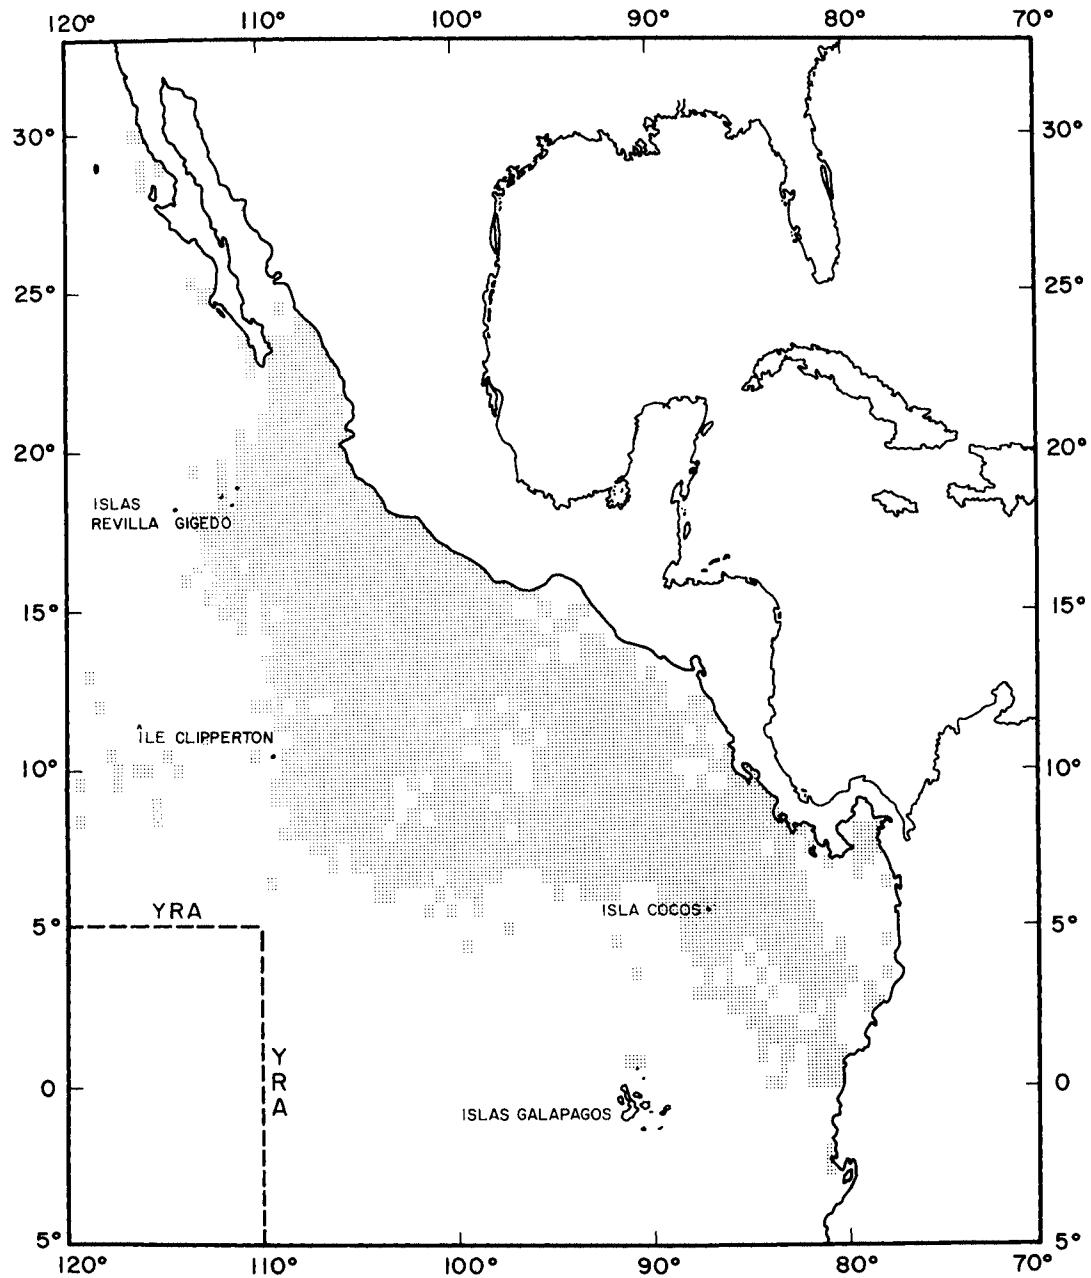 120° 110° 100° 90° 80° 70°
30° 30°
25° 25°
20° 20°
ISLAS
REVILLA GIGEDO
15° 15°
ÎLE CLIPPERTON
10° 10°
ISLA COCOS
5° YRA 5°
Y
R
A
0 0
ISLAS GALAPAGOS
5° 5°
120° 110° 100° 90° 80° 70°